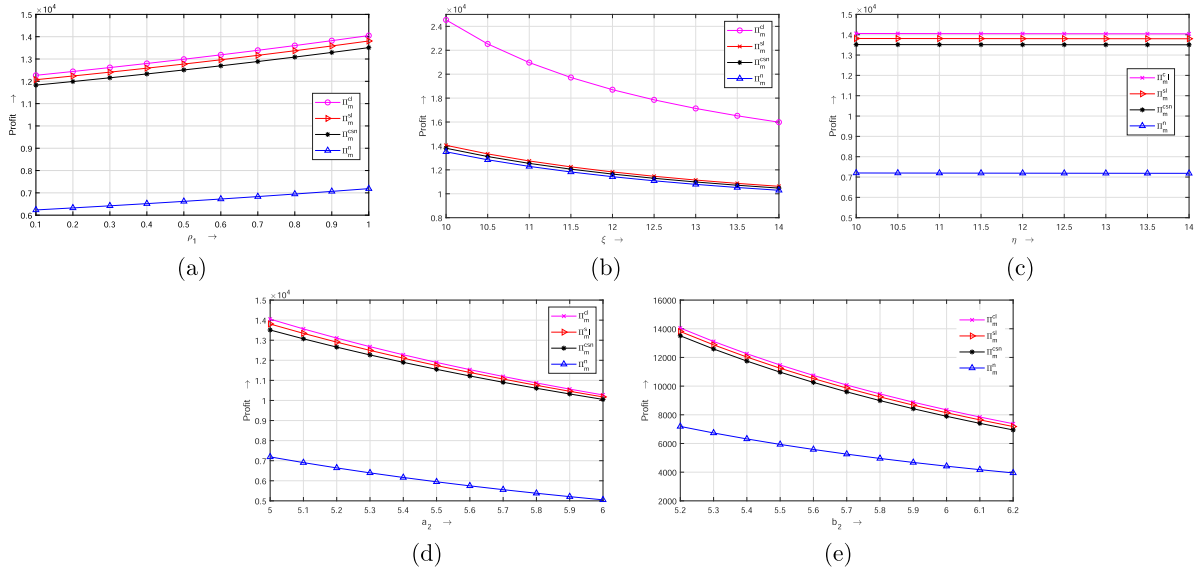 ×10⁴
1.5
1.4
1.3
1.2
1.1
1
0.9
0.8
0.7
0.6
Profit →
0.1 0.2 0.3 0.4 0.5 0.6 0.7 0.8 0.9 1
ρ₁ →
Π_m^cl
Π_m^sl
Π_m^csn
Π_m^n
(a)
×10⁴
2.6
2.4
2.2
2
1.8
1.6
1.4
1.2
1
0.8
Profit →
10 10.5 11 11.5 12 12.5 13 13.5 14
ξ →
Π_m^cl
Π_m^sl
Π_m^csn
Π_m^n
(b)
×10⁴
1.5
1.4
1.3
1.2
1.1
1
0.9
0.8
0.7
0.6
0.5
Profit →
10 10.5 11 11.5 12 12.5 13 13.5 14
η →
Π_m^c l
Π_m^sl
Π_m^csn
Π_m^n
(c)
×10⁴
1.5
1.4
1.3
1.2
1.1
1
0.9
0.8
0.7
0.6
0.5
Profit →
5 5.1 5.2 5.3 5.4 5.5 5.6 5.7 5.8 5.9 6
a₂ →
Π_m^cl
Π_m^s l
Π_m^csn
Π_m^n
(d)
16000
14000
12000
10000
8000
6000
4000
2000
Profit →
5.2 5.3 5.4 5.5 5.6 5.7 5.8 5.9 6 6.1 6.2
b₂ →
Π_m^cl
Π_m^sl
Π_m^csn
Π_m^n
(e)